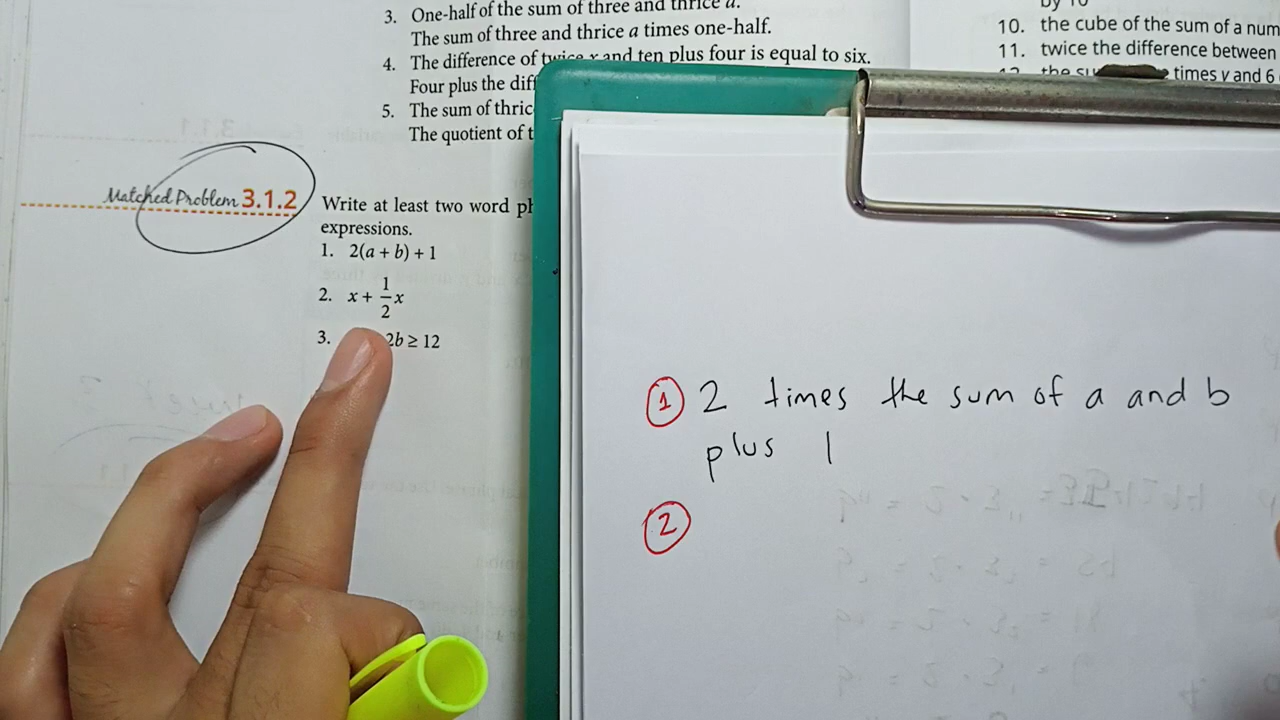 3. One-half of the sum of three and thrice a.
The sum of three and thrice a times one-half.
4. The difference of twice x and ten plus four is equal to six.
Four plus the diff
5. The sum of thric
The quotient of t
by 10
10. the cube of the sum of a num
11. twice the difference between
12. the su times y and 6
Matched Problem 3.1.2
Write at least two word ph
expressions.
1. 2(a + b) + 1
2. x + 1/2 x
3. 2b ≥ 12
1 2 times the sum of a and b
plus 1
2